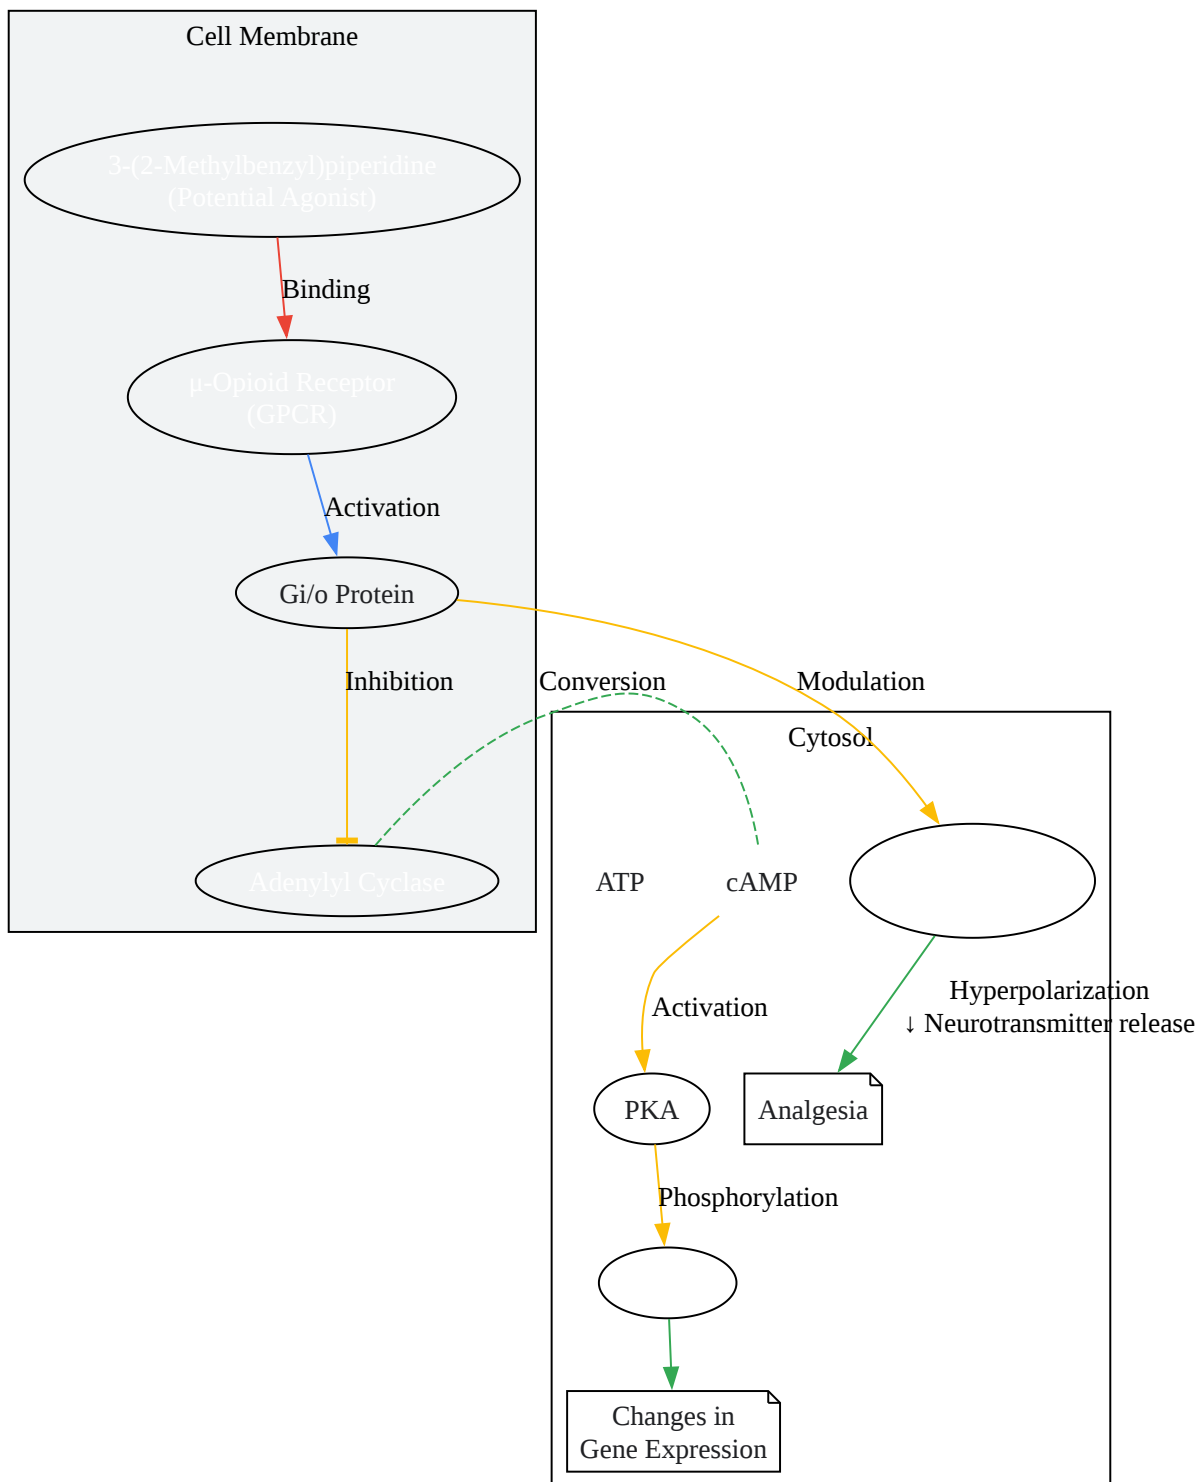 Cell Membrane
3-(2-Methylbenzyl)piperidine
(Potential Agonist)
Binding
μ-Opioid Receptor
(GPCR)
Activation
Gi/o Protein
Inhibition
Conversion
Modulation
Cytosol
Adenylyl Cyclase
ATP
cAMP
Hyperpolarization
↓ Neurotransmitter release
Activation
PKA
Analgesia
Phosphorylation
Changes in
Gene Expression